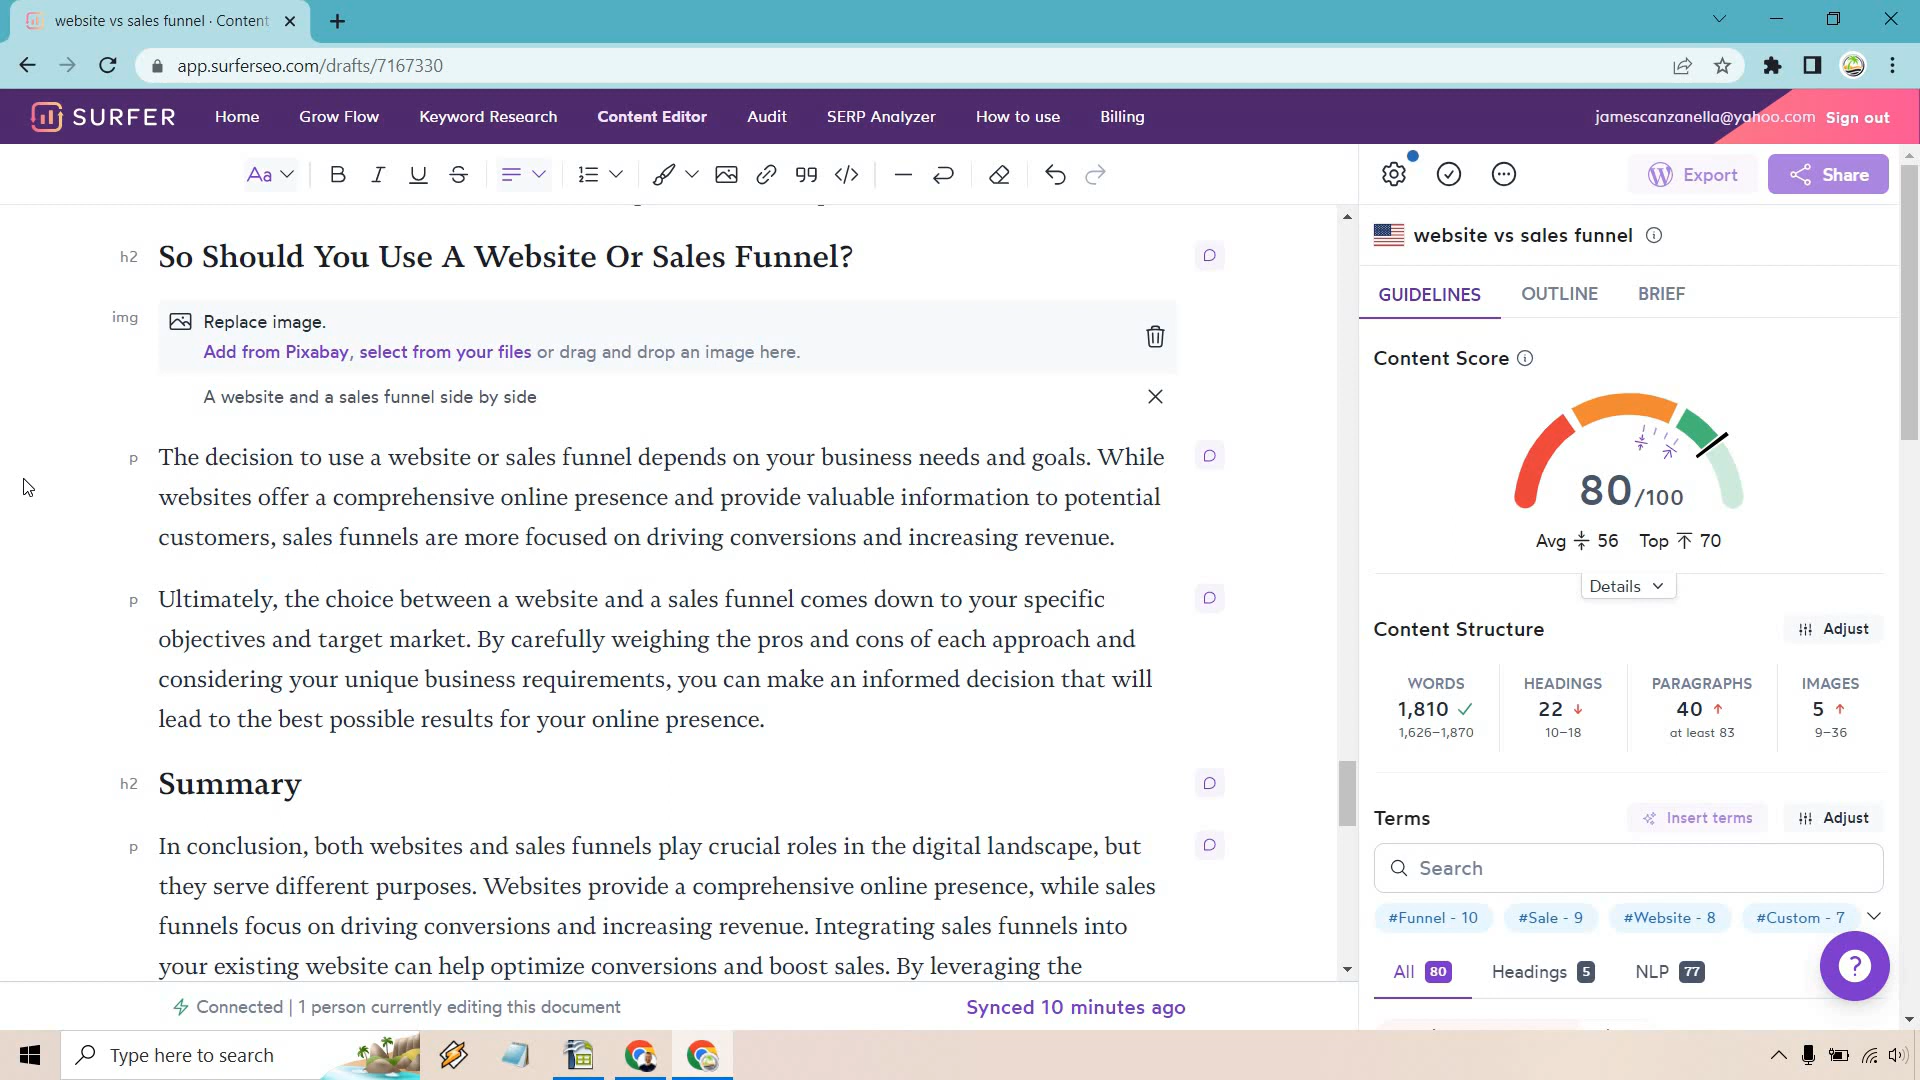 website vs sales funnel · Content
app.surferseo.com/drafts/7167330
SURFER
Home
Grow Flow
Keyword Research
Content Editor
Audit
SERP Analyzer
How to use
Billing
jamescanzanella@yahoo.com
Sign out
Aa
Export
Share
h2
So Should You Use A Website Or Sales Funnel?
img
Replace image.
Add from Pixabay, select from your files or drag and drop an image here.
A website and a sales funnel side by side
p
The decision to use a website or sales funnel depends on your business needs and goals. While
websites offer a comprehensive online presence and provide valuable information to potential
customers, sales funnels are more focused on driving conversions and increasing revenue.
p
Ultimately, the choice between a website and a sales funnel comes down to your specific
objectives and target market. By carefully weighing the pros and cons of each approach and
considering your unique business requirements, you can make an informed decision that will
lead to the best possible results for your online presence.
h2
Summary
p
In conclusion, both websites and sales funnels play crucial roles in the digital landscape, but
they serve different purposes. Websites provide a comprehensive online presence, while sales
funnels focus on driving conversions and increasing revenue. Integrating sales funnels into
your existing website can help optimize conversions and boost sales. By leveraging the
Connected | 1 person currently editing this document
Synced 10 minutes ago
website vs sales funnel
GUIDELINES
OUTLINE
BRIEF
Content Score
80/100
Avg 56 Top 70
Details
Content Structure
Adjust
WORDS
1,810
1,626–1,870
HEADINGS
22
10–18
PARAGRAPHS
40
at least 83
IMAGES
5
9–36
Terms
Insert terms
Adjust
Search
#Funnel - 10
#Sale - 9
#Website - 8
#Custom - 7
All 80
Headings 5
NLP 77
?
Type here to search